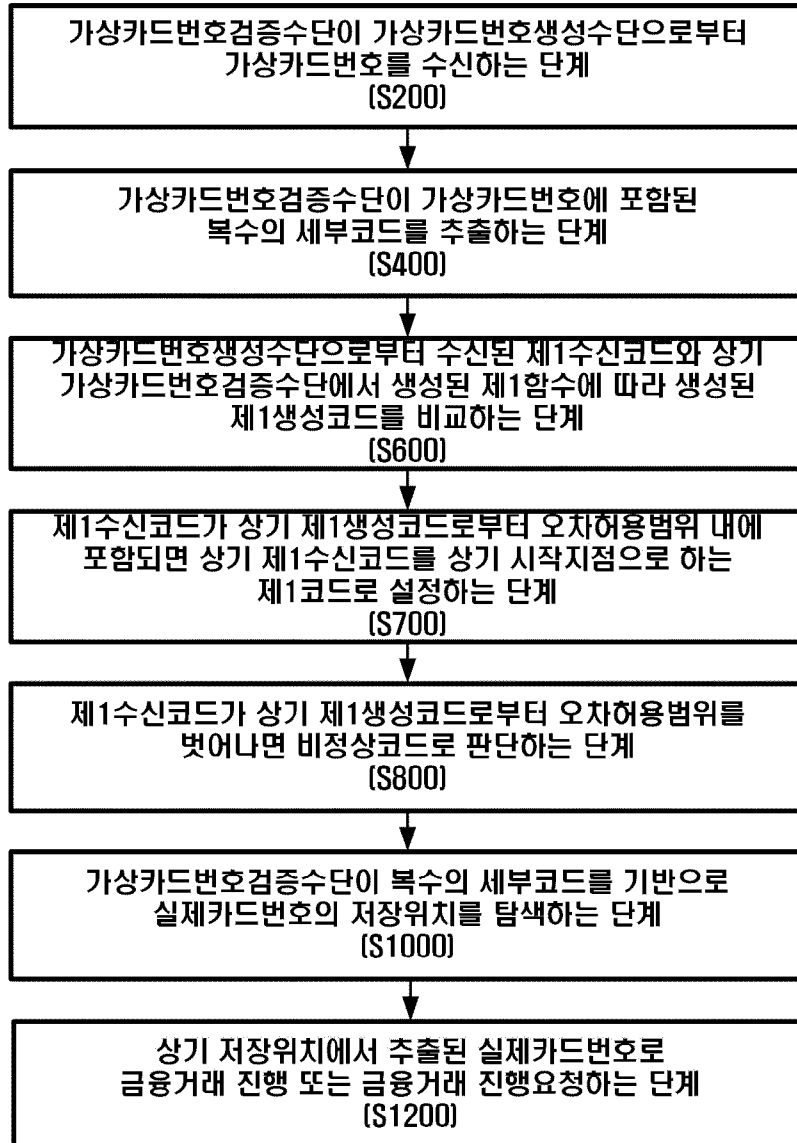 가상카드번호검증수단이 가상카드번호생성수단으로부터
가상카드번호를 수신하는 단계
(S200)
가상카드번호검증수단이 가상카드번호에 포함된
복수의 세부코드를 추출하는 단계
(S400)
가상카드번호생성수단으로부터 수신된 제1수신코드와 상기
가상카드번호검증수단에서 생성된 제1함수에 따라 생성된
제1생성코드를 비교하는 단계
(S600)
제1수신코드가 상기 제1생성코드로부터 오차허용범위 내에
포함되면 상기 제1수신코드를 상기 시작지점으로 하는
제1코드로 설정하는 단계
(S700)
제1수신코드가 상기 제1생성코드로부터 오차허용범위를
벗어나면 비정상코드로 판단하는 단계
(S800)
가상카드번호검증수단이 복수의 세부코드를 기반으로
실제카드번호의 저장위치를 탐색하는 단계
(S1000)
상기 저장위치에서 추출된 실제카드번호로
금융거래 진행 또는 금융거래 진행요청하는 단계
(S1200)